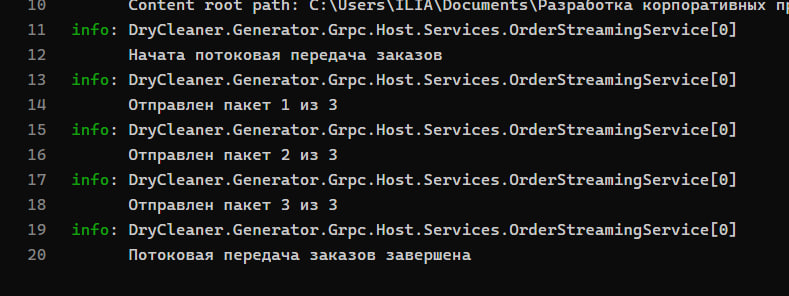 10 Content root path: C:\Users\ILIA\Documents\Разработка корпоративных пр
11 info: DryCleaner.Generator.Grpc.Host.Services.OrderStreamingService[0]
12 Начата потоковая передача заказов
13 info: DryCleaner.Generator.Grpc.Host.Services.OrderStreamingService[0]
14 Отправлен пакет 1 из 3
15 info: DryCleaner.Generator.Grpc.Host.Services.OrderStreamingService[0]
16 Отправлен пакет 2 из 3
17 info: DryCleaner.Generator.Grpc.Host.Services.OrderStreamingService[0]
18 Отправлен пакет 3 из 3
19 info: DryCleaner.Generator.Grpc.Host.Services.OrderStreamingService[0]
20 Потоковая передача заказов завершена